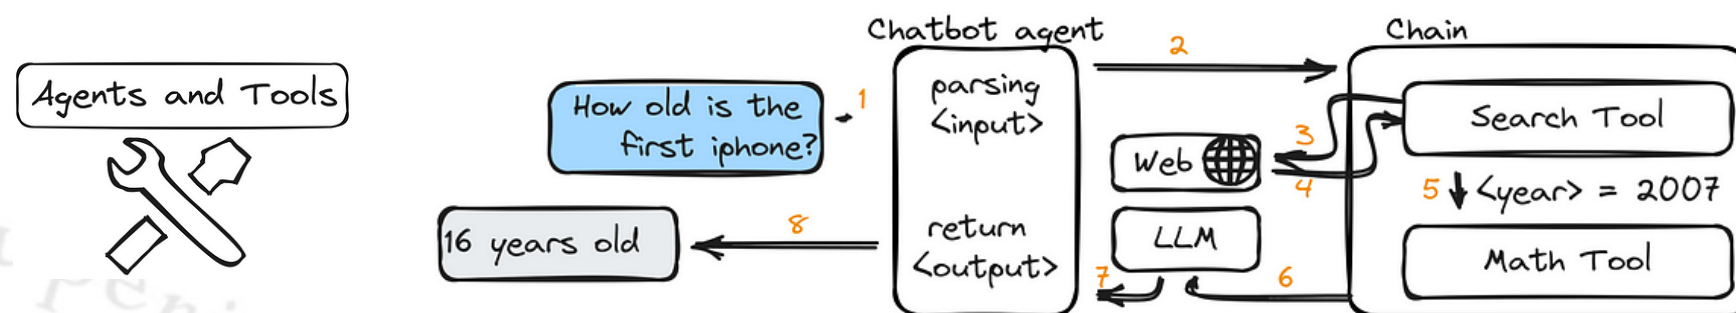 Agents and Tools
How old is the
first iphone?
1
16 years old
8
Chatbot agent
parsing
<input>
return
<output>
2
Web
3
4
LLM
7
6
Chain
Search Tool
5 <year> = 2007
Math Tool